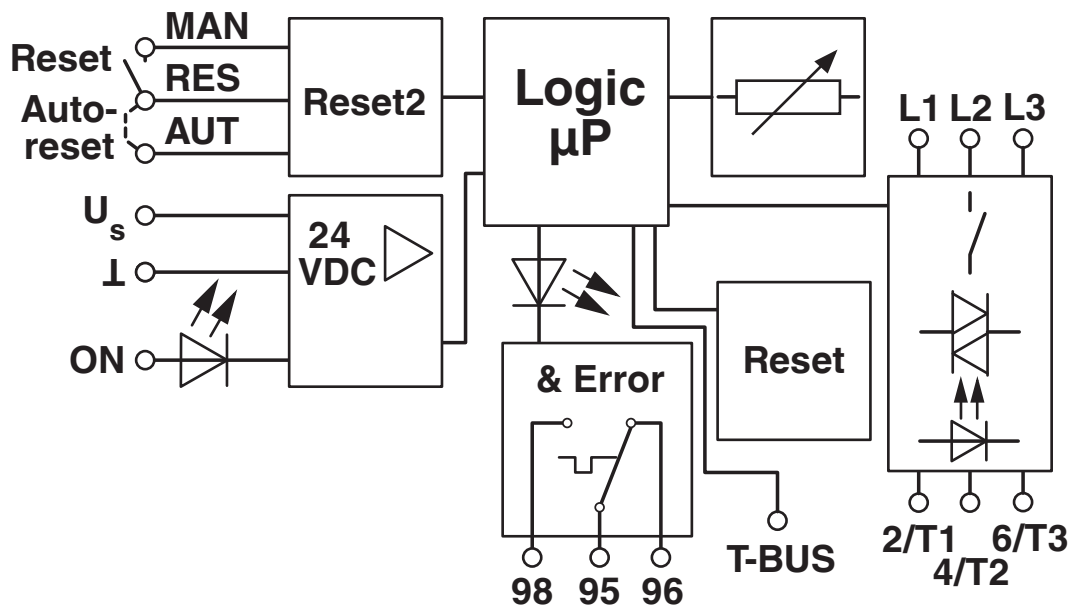 MAN
Reset
RES
Auto-
reset
AUT
Reset2
Logic
µP
L1 L2 L3
Us
24
VDC
⊥
ON
& Error
Reset
98 95 96
T-BUS
2/T1 6/T3
4/T2